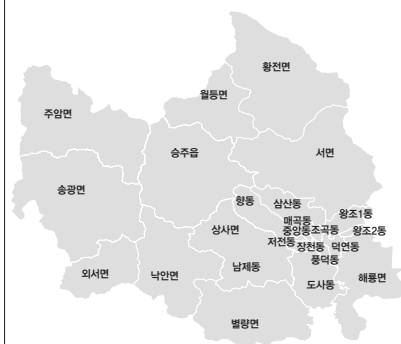 황전면
월등면
주암면
승주읍
서면
송광면
향동
삼산동
왕조1동
매곡동
상사면
중앙동
조곡동
왕조2동
저전동
장천동
덕연동
풍덕동
외서면
낙안면
남제동
도사동
해룡면
별량면